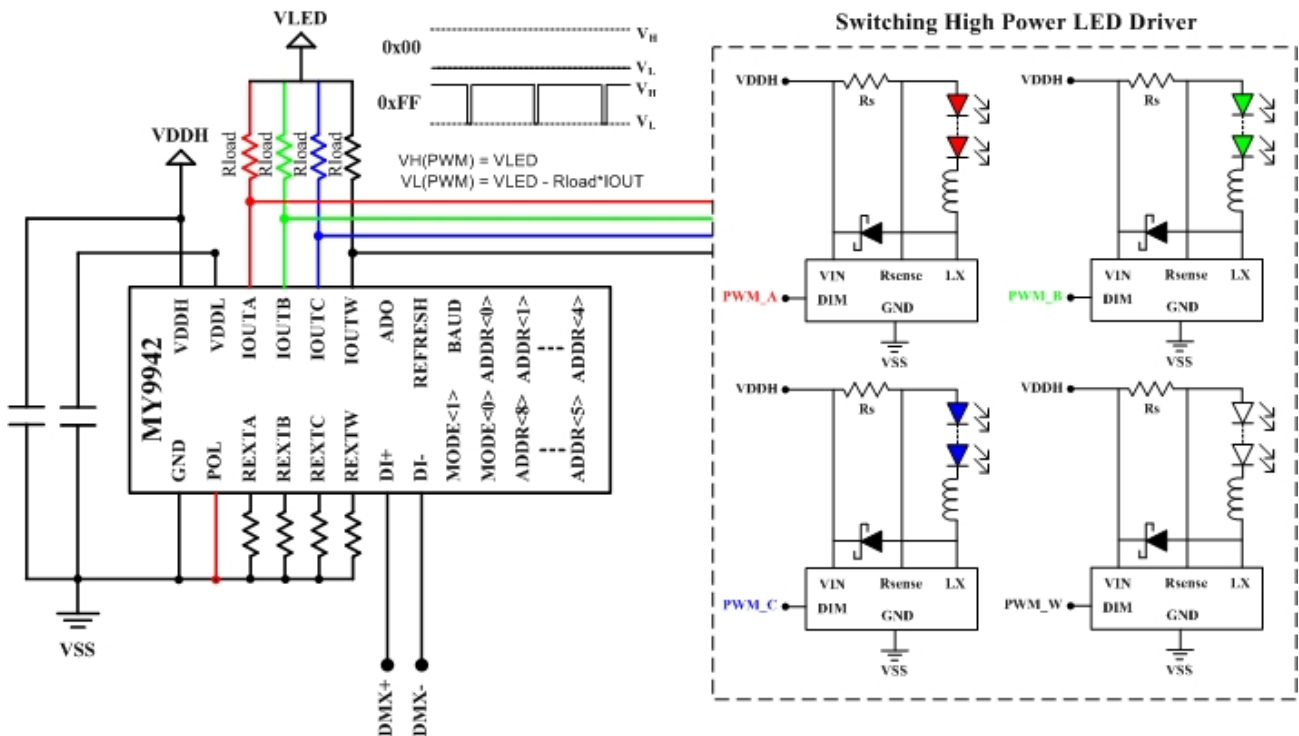 VLED
0x00
VH
VL
0xFF
VH
VL
VDDH
Rload
Rload
Rload
Rload
VH(PWM) = VLED
VL(PWM) = VLED - Rload*IOUT
MY9942
VDDH
VDDL
IOUTA
IOUTB
IOUTC
IOUTW
ADO
REFRESH
BAUD
ADDR<0>
ADDR<1>
----
ADDR<4>
GND
POL
REXTA
REXTB
REXTC
REXTW
DI+
DI-
MODE<1>
MODE<0>
ADDR<8>
----
ADDR<5>
VSS
DMX+
DMX-
Switching High Power LED Driver
VDDH
Rs
VIN
Rsense
LX
PWM_A
DIM
GND
VSS
VDDH
Rs
VIN
Rsense
LX
PWM_B
DIM
GND
VSS
VDDH
Rs
VIN
Rsense
LX
PWM_C
DIM
GND
VSS
VDDH
Rs
VIN
Rsense
LX
PWM_W
DIM
GND
VSS